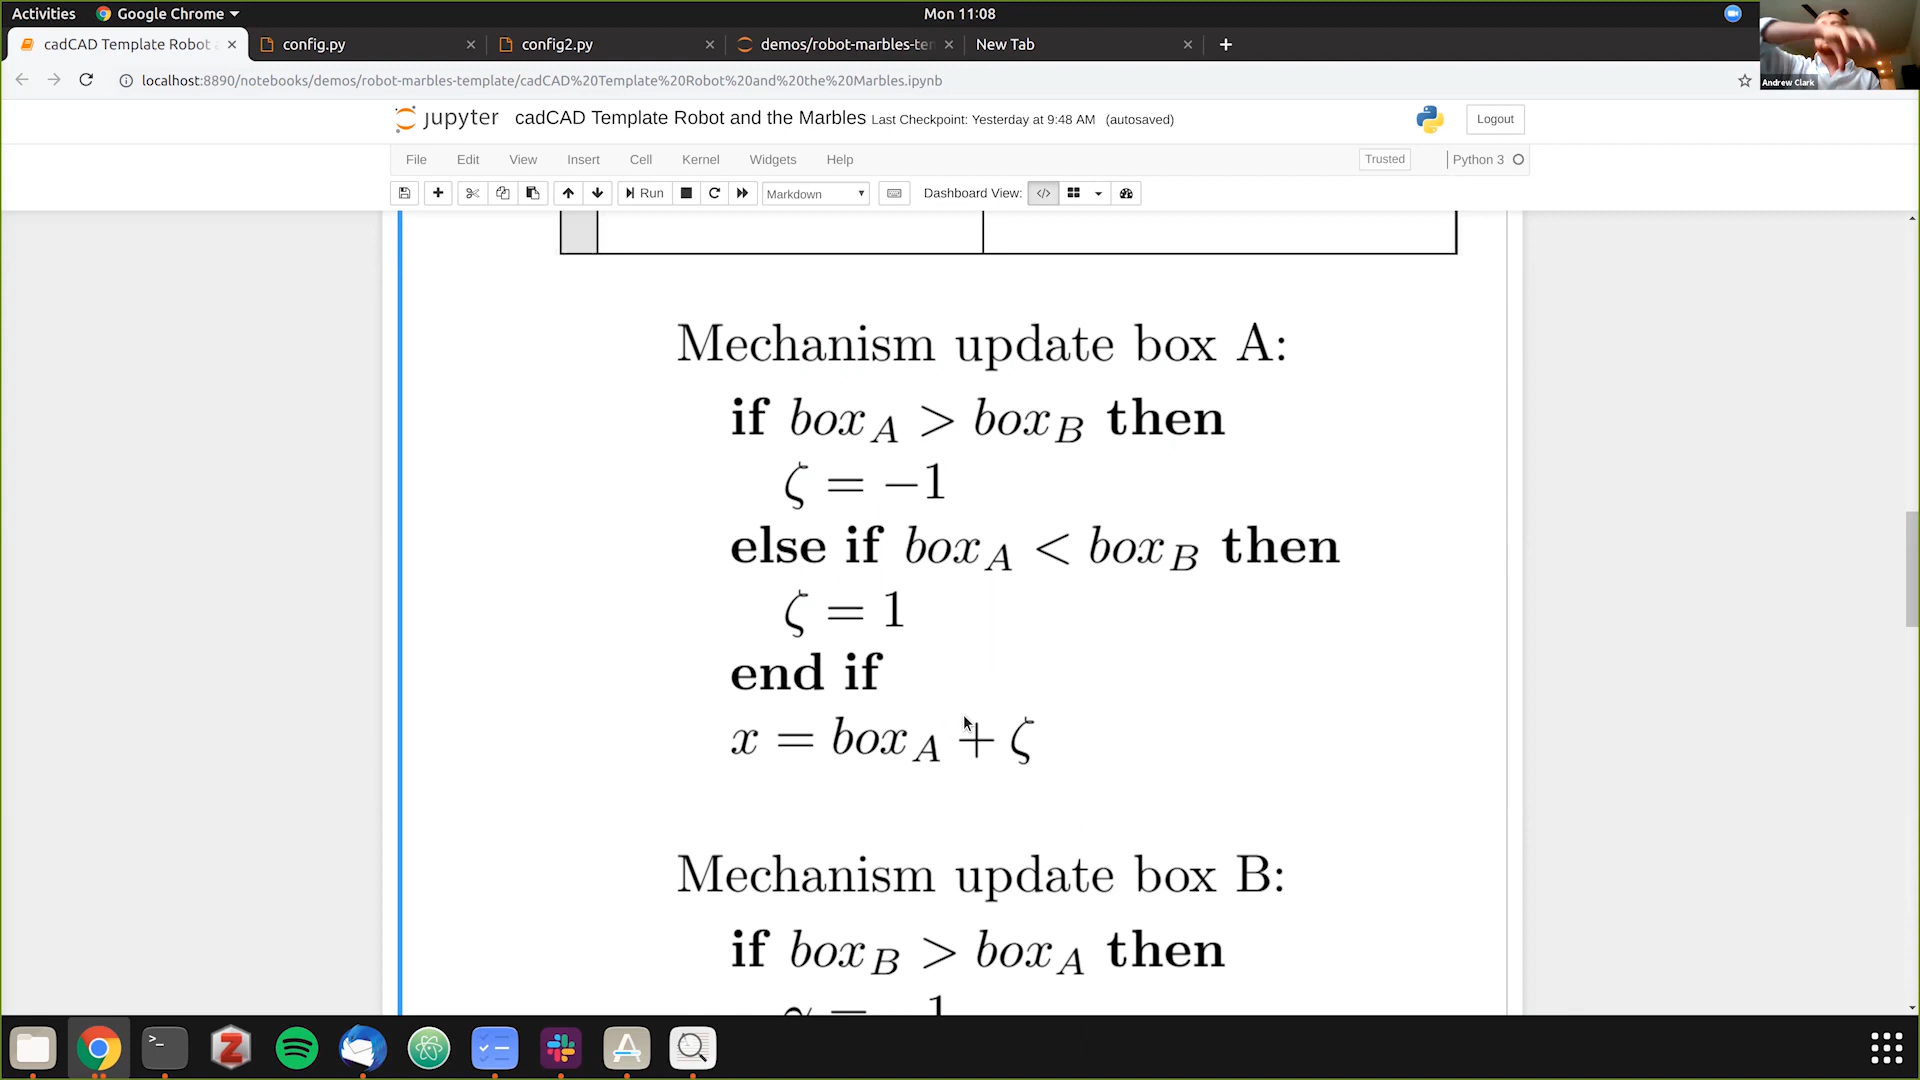 Activities Google Chrome Mon 11:08
cadCAD Template Robot config.py config2.py demos/robot-marbles-te New Tab
localhost:8890/notebooks/demos/robot-marbles-template/cadCAD%20Template%20Robot%20and%20the%20Marbles.ipynb
Andrew Clark
jupyter cadCAD Template Robot and the Marbles Last Checkpoint: Yesterday at 9:48 AM (autosaved) Logout
File Edit View Insert Cell Kernel Widgets Help Trusted Python 3
Run Markdown Dashboard View:
Mechanism update box A:
if box_A > box_B then
ζ = −1
else if box_A < box_B then
ζ = 1
end if
x = box_A + ζ
Mechanism update box B:
if box_B > box_A then